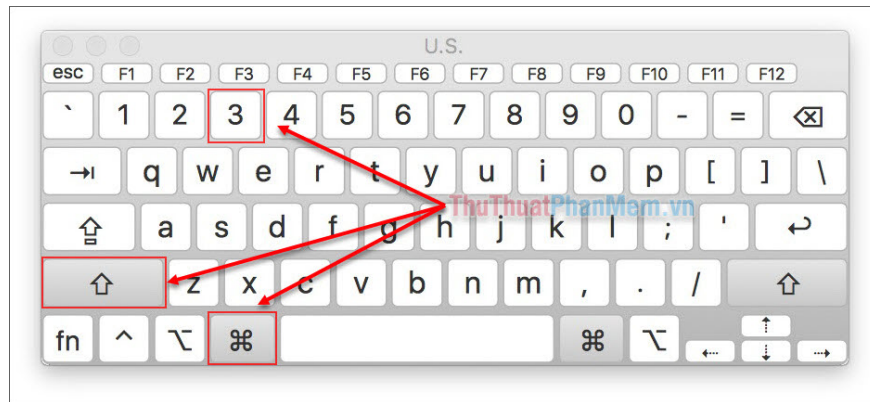 U.S.
esc F1 F2 F3 F4 F5 F6 F7 F8 F9 F10 F11 F12
` 1 2 3 4 5 6 7 8 9 0 - = ⌫
⇥ q w e r t y u i o p [ ] \
ThuThuatPhanMem.vn
⇪ a s d f g h j k l ; ' ↩
⇧ z x c v b n m , . / ⇧
fn ^ ⌥ ⌘ ⌘ ⌥ ⇠ ⇡ ⇣ ⇢